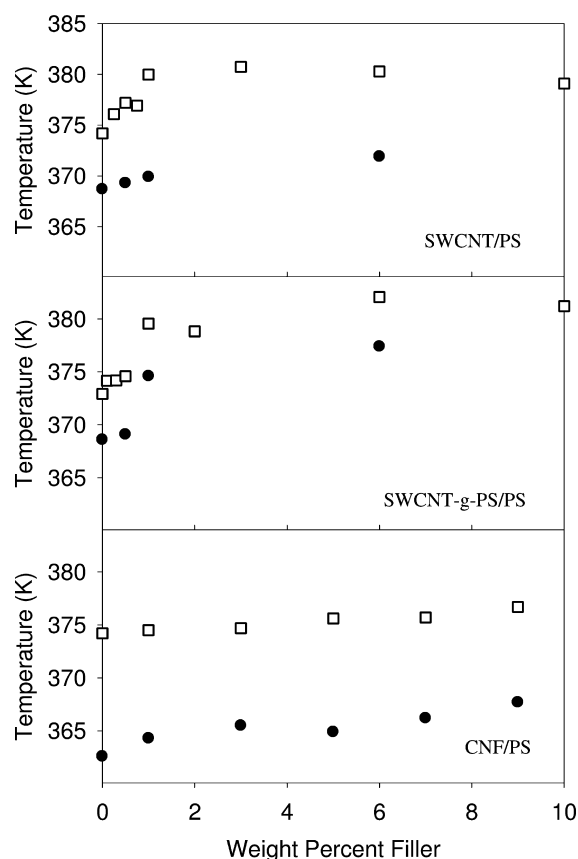 385
380
375
370
365
Temperature (K)
SWCNT/PS
380
375
370
365
Temperature (K)
SWCNT-g-PS/PS
380
375
370
365
Temperature (K)
CNF/PS
0 2 4 6 8 10
Weight Percent Filler